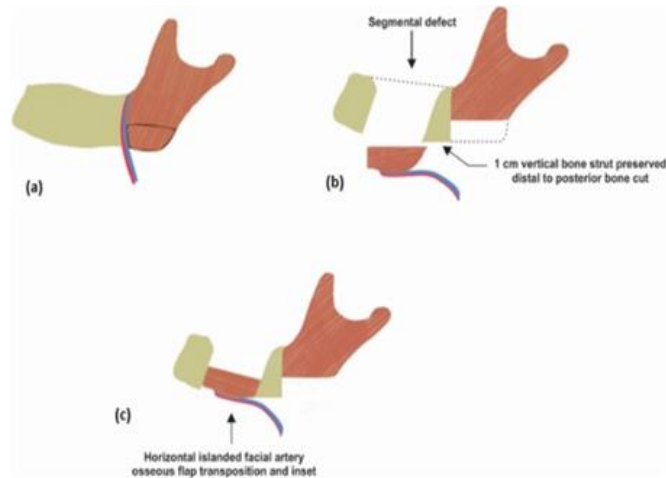 Segmental defect
(a)
(b)
1 cm vertical bone strut preserved
distal to posterior bone cut
(c)
Horizontal islanded facial artery
osseous flap transposition and inset